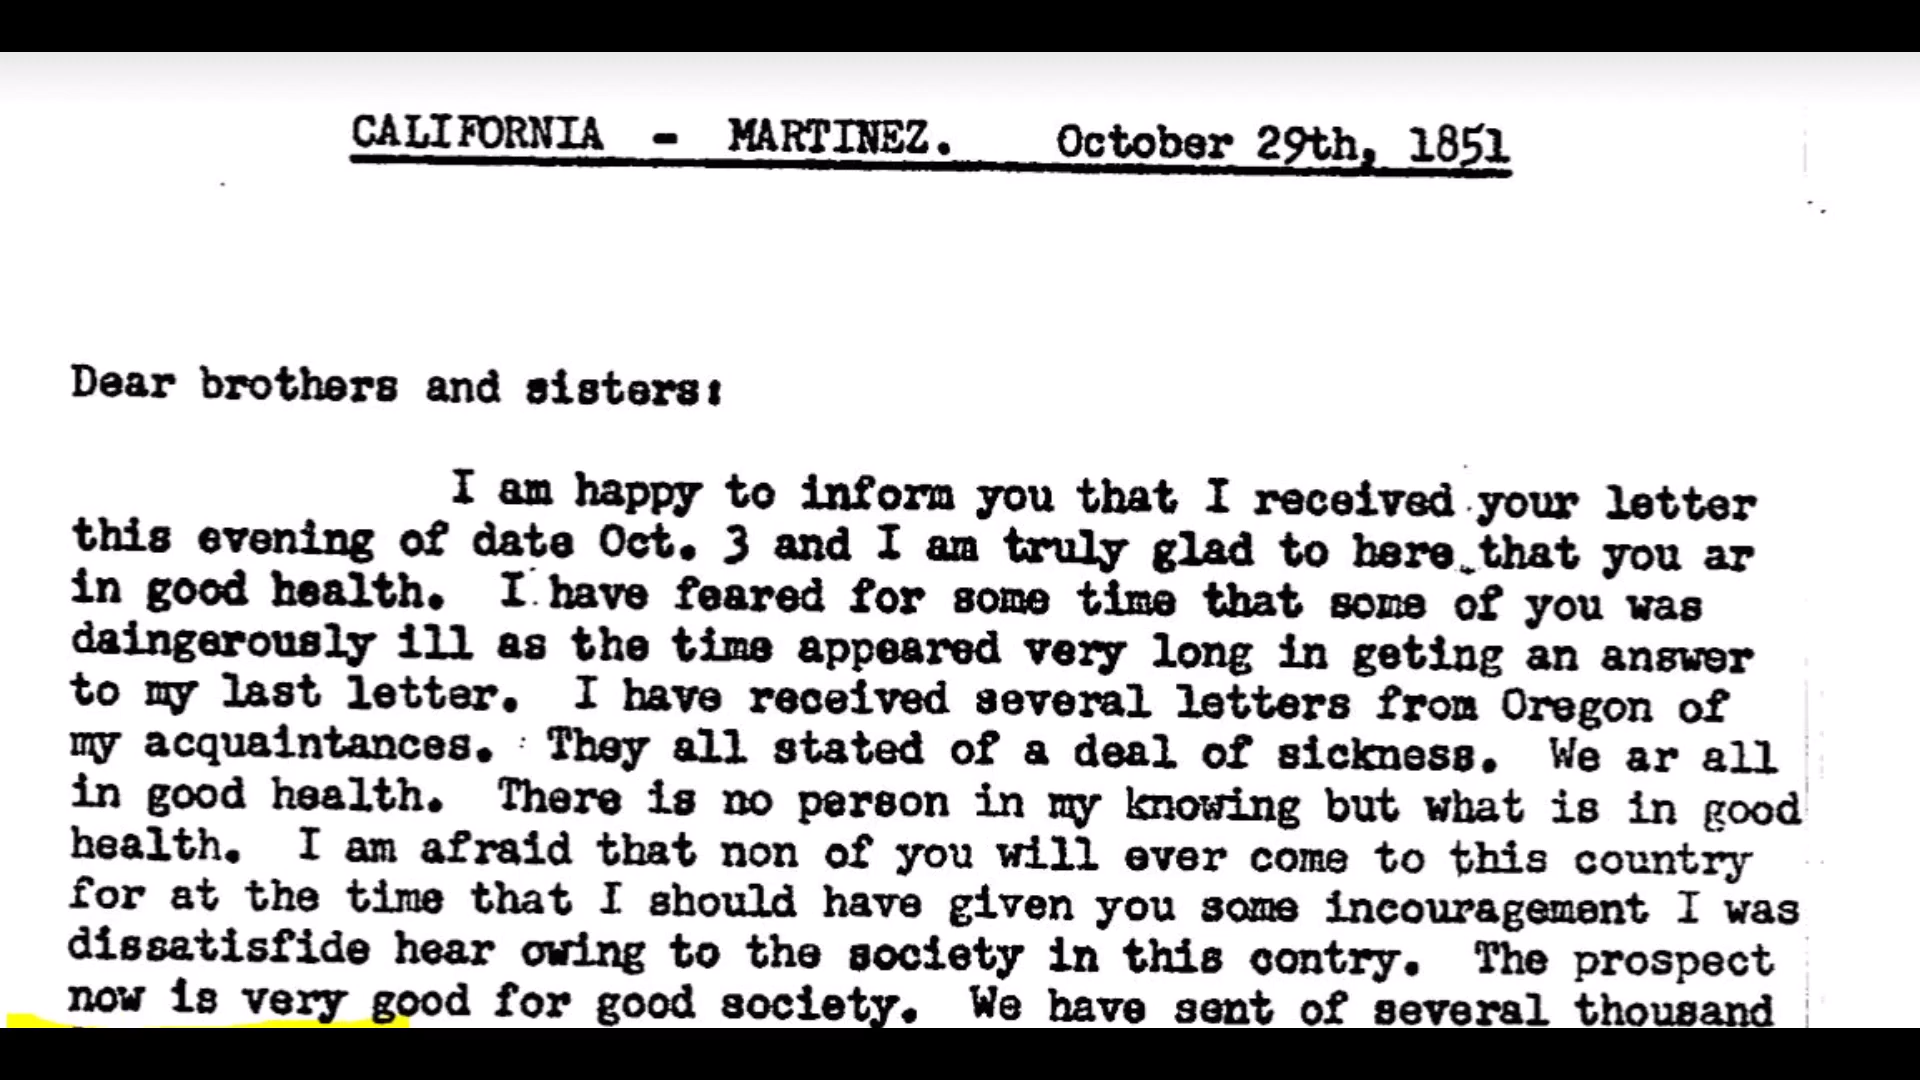 CALIFORNIA - MARTINEZ. October 29th, 1851
Dear brothers and sisters:
I am happy to inform you that I received your letter
this evening of date Oct. 3 and I am truly glad to here that you ar
in good health. I have feared for some time that some of you was
daingerously ill as the time appeared very long in geting an answer
to my last letter. I have received several letters from Oregon of
my acquaintances. They all stated of a deal of sickness. We ar all
in good health. There is no person in my knowing but what is in good
health. I am afraid that non of you will ever come to this country
for at the time that I should have given you some incouragement I was
dissatisfide hear owing to the society in this contry. The prospect
now is very good for good society. We have sent of several thousand